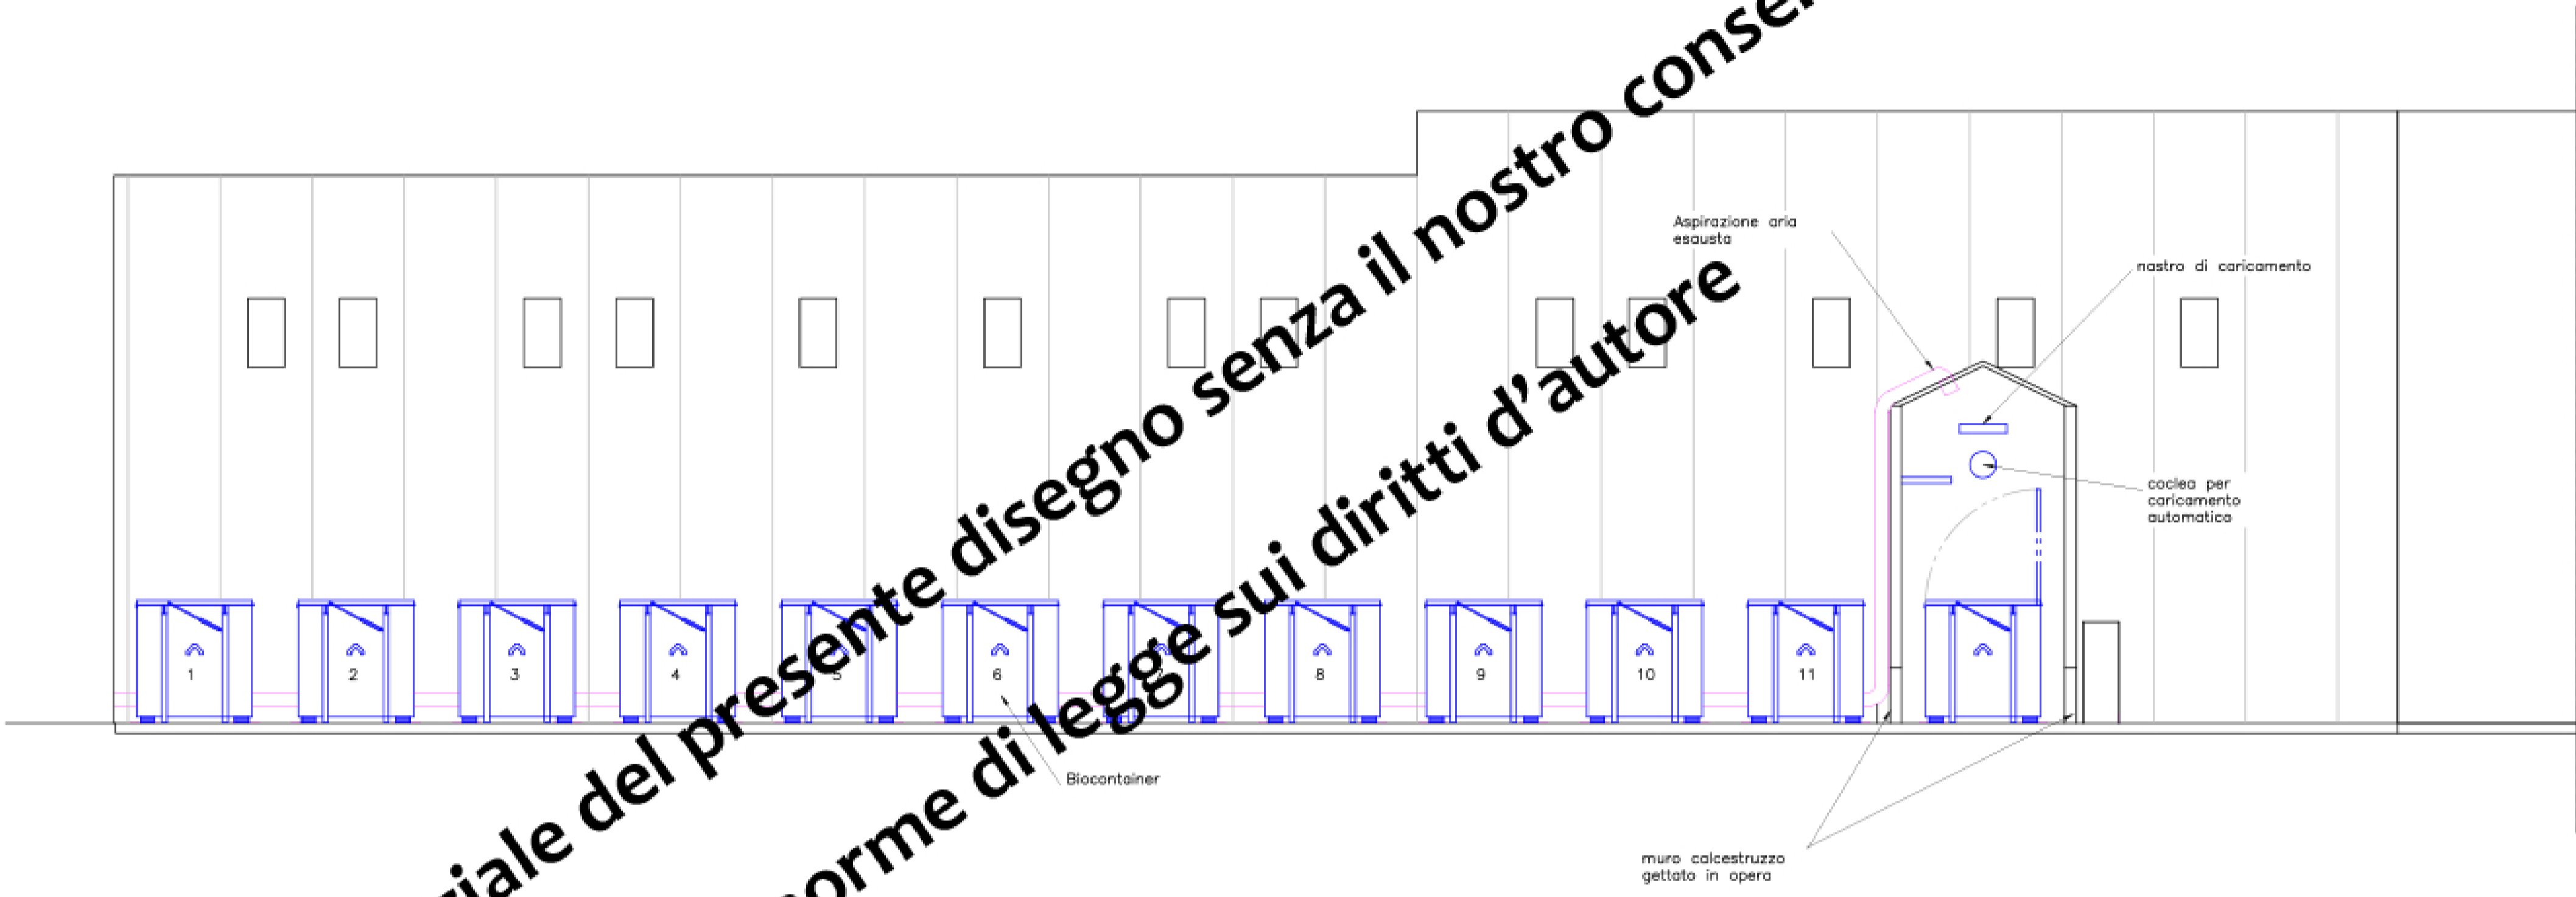 riale del presente disegno senza il nostro conse
norme di legge sui diritti d'autore
Aspirazione aria
esausta
nastro di caricamento
coclea per
caricamento
automatico
1
2
3
4
5
6
8
9
10
11
Biocontainer
muro calcestruzzo
gettato in opera